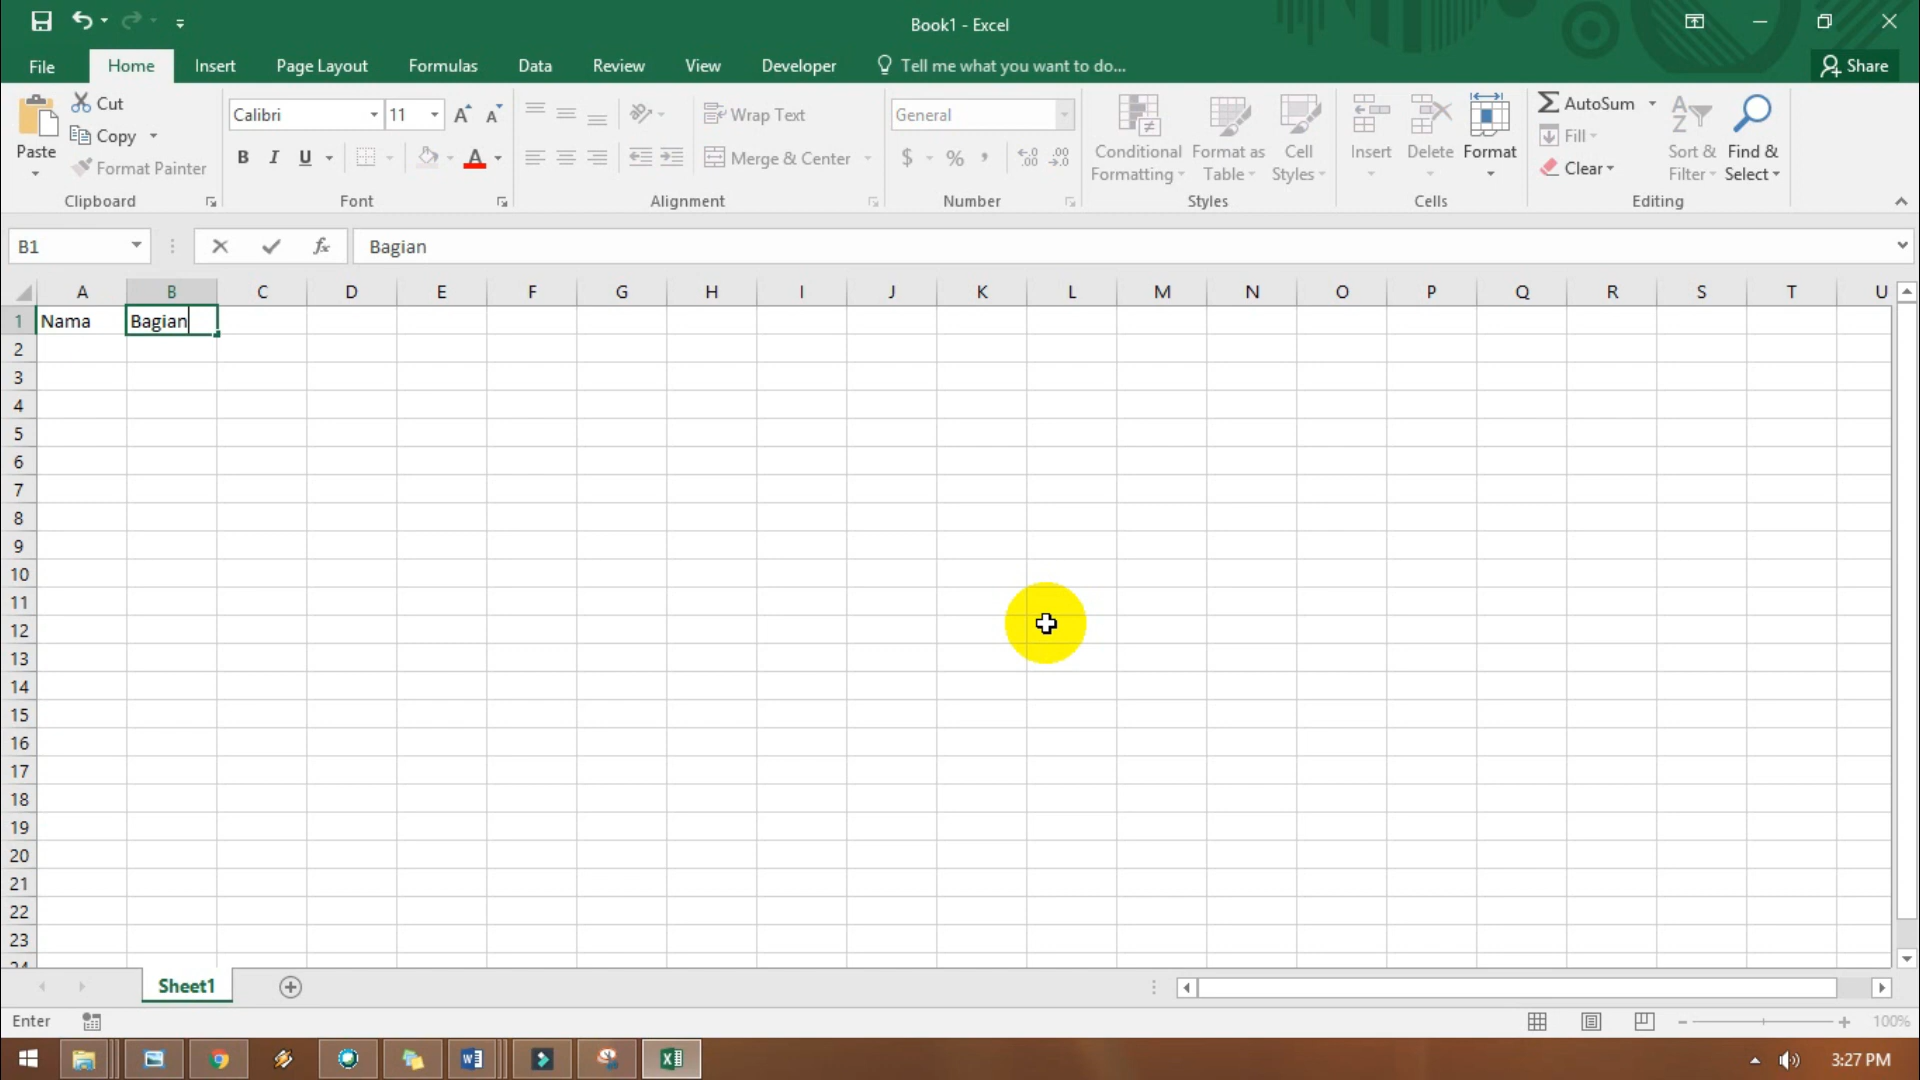 Book1 - Excel
File Home Insert Page Layout Formulas Data Review View Developer Tell me what you want to do... Share
Cut
Copy
Format Painter
Paste
Clipboard
Calibri 11
B I U A
Font
Wrap Text
Merge & Center
Alignment
General
$ % , .00 .0
Number
Conditional Formatting
Format as Table
Cell Styles
Styles
Insert Delete Format
Cells
AutoSum
Fill
Clear
Sort & Filter
Find & Select
Editing
B1 fx Bagian
A B C D E F G H I J K L M N O P Q R S T U
1 Nama Bagian
2
3
4
5
6
7
8
9
10
11
12
13
14
15
16
17
18
19
20
21
22
23
24
Sheet1
Enter 100%
3:27 PM